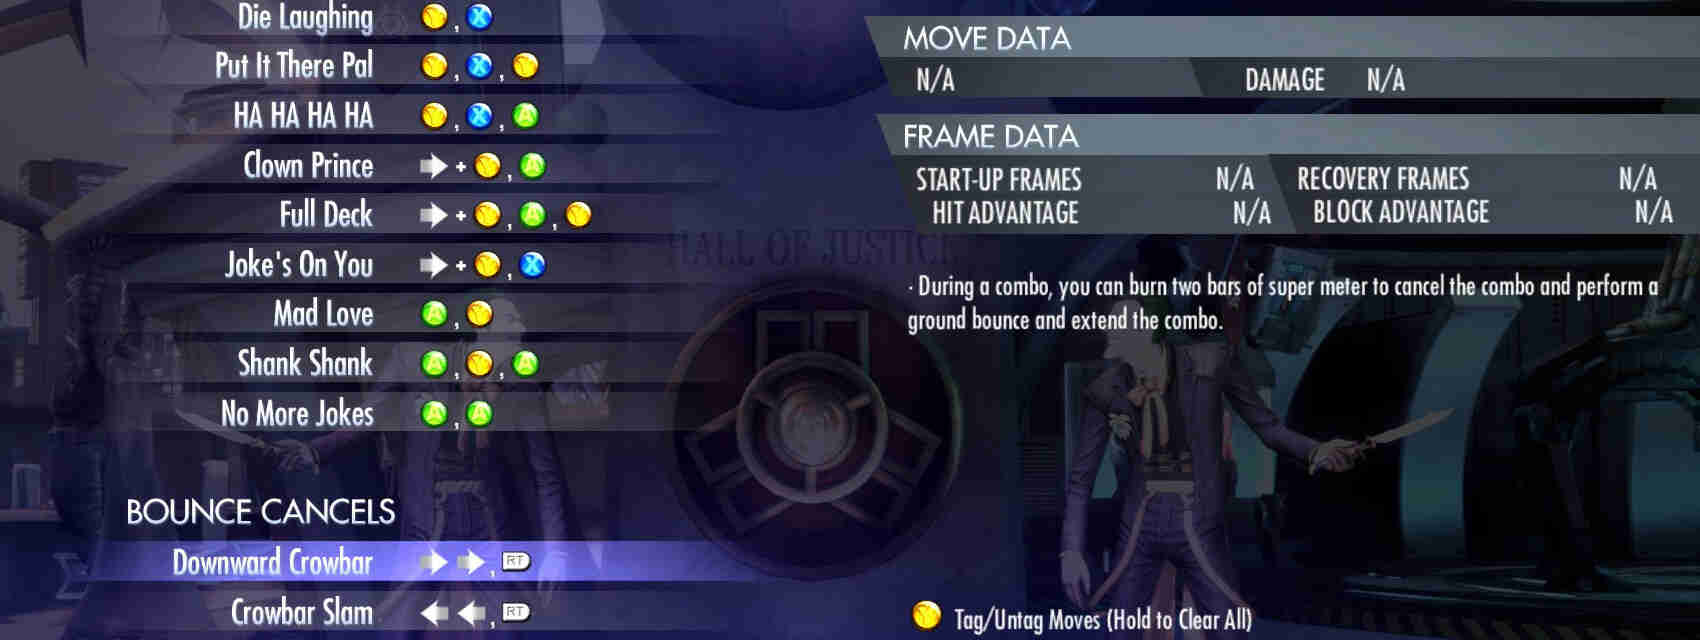 Die Laughing Y, X
Put It There Pal Y, X, Y
HA HA HA HA Y, X, A
Clown Prince + Y, A
Full Deck + Y, A, Y
Joke's On You + Y, X
Mad Love A, Y
Shank Shank A, Y, A
No More Jokes A, A
BOUNCE CANCELS
Downward Crowbar , RT
Crowbar Slam , RT
HALL OF JUSTICE
MOVE DATA
N/A DAMAGE N/A
FRAME DATA
START-UP FRAMES N/A RECOVERY FRAMES N/A
HIT ADVANTAGE N/A BLOCK ADVANTAGE N/A
· During a combo, you can burn two bars of super meter to cancel the combo and perform a
ground bounce and extend the combo.
Y Tag/Untag Moves (Hold to Clear All)